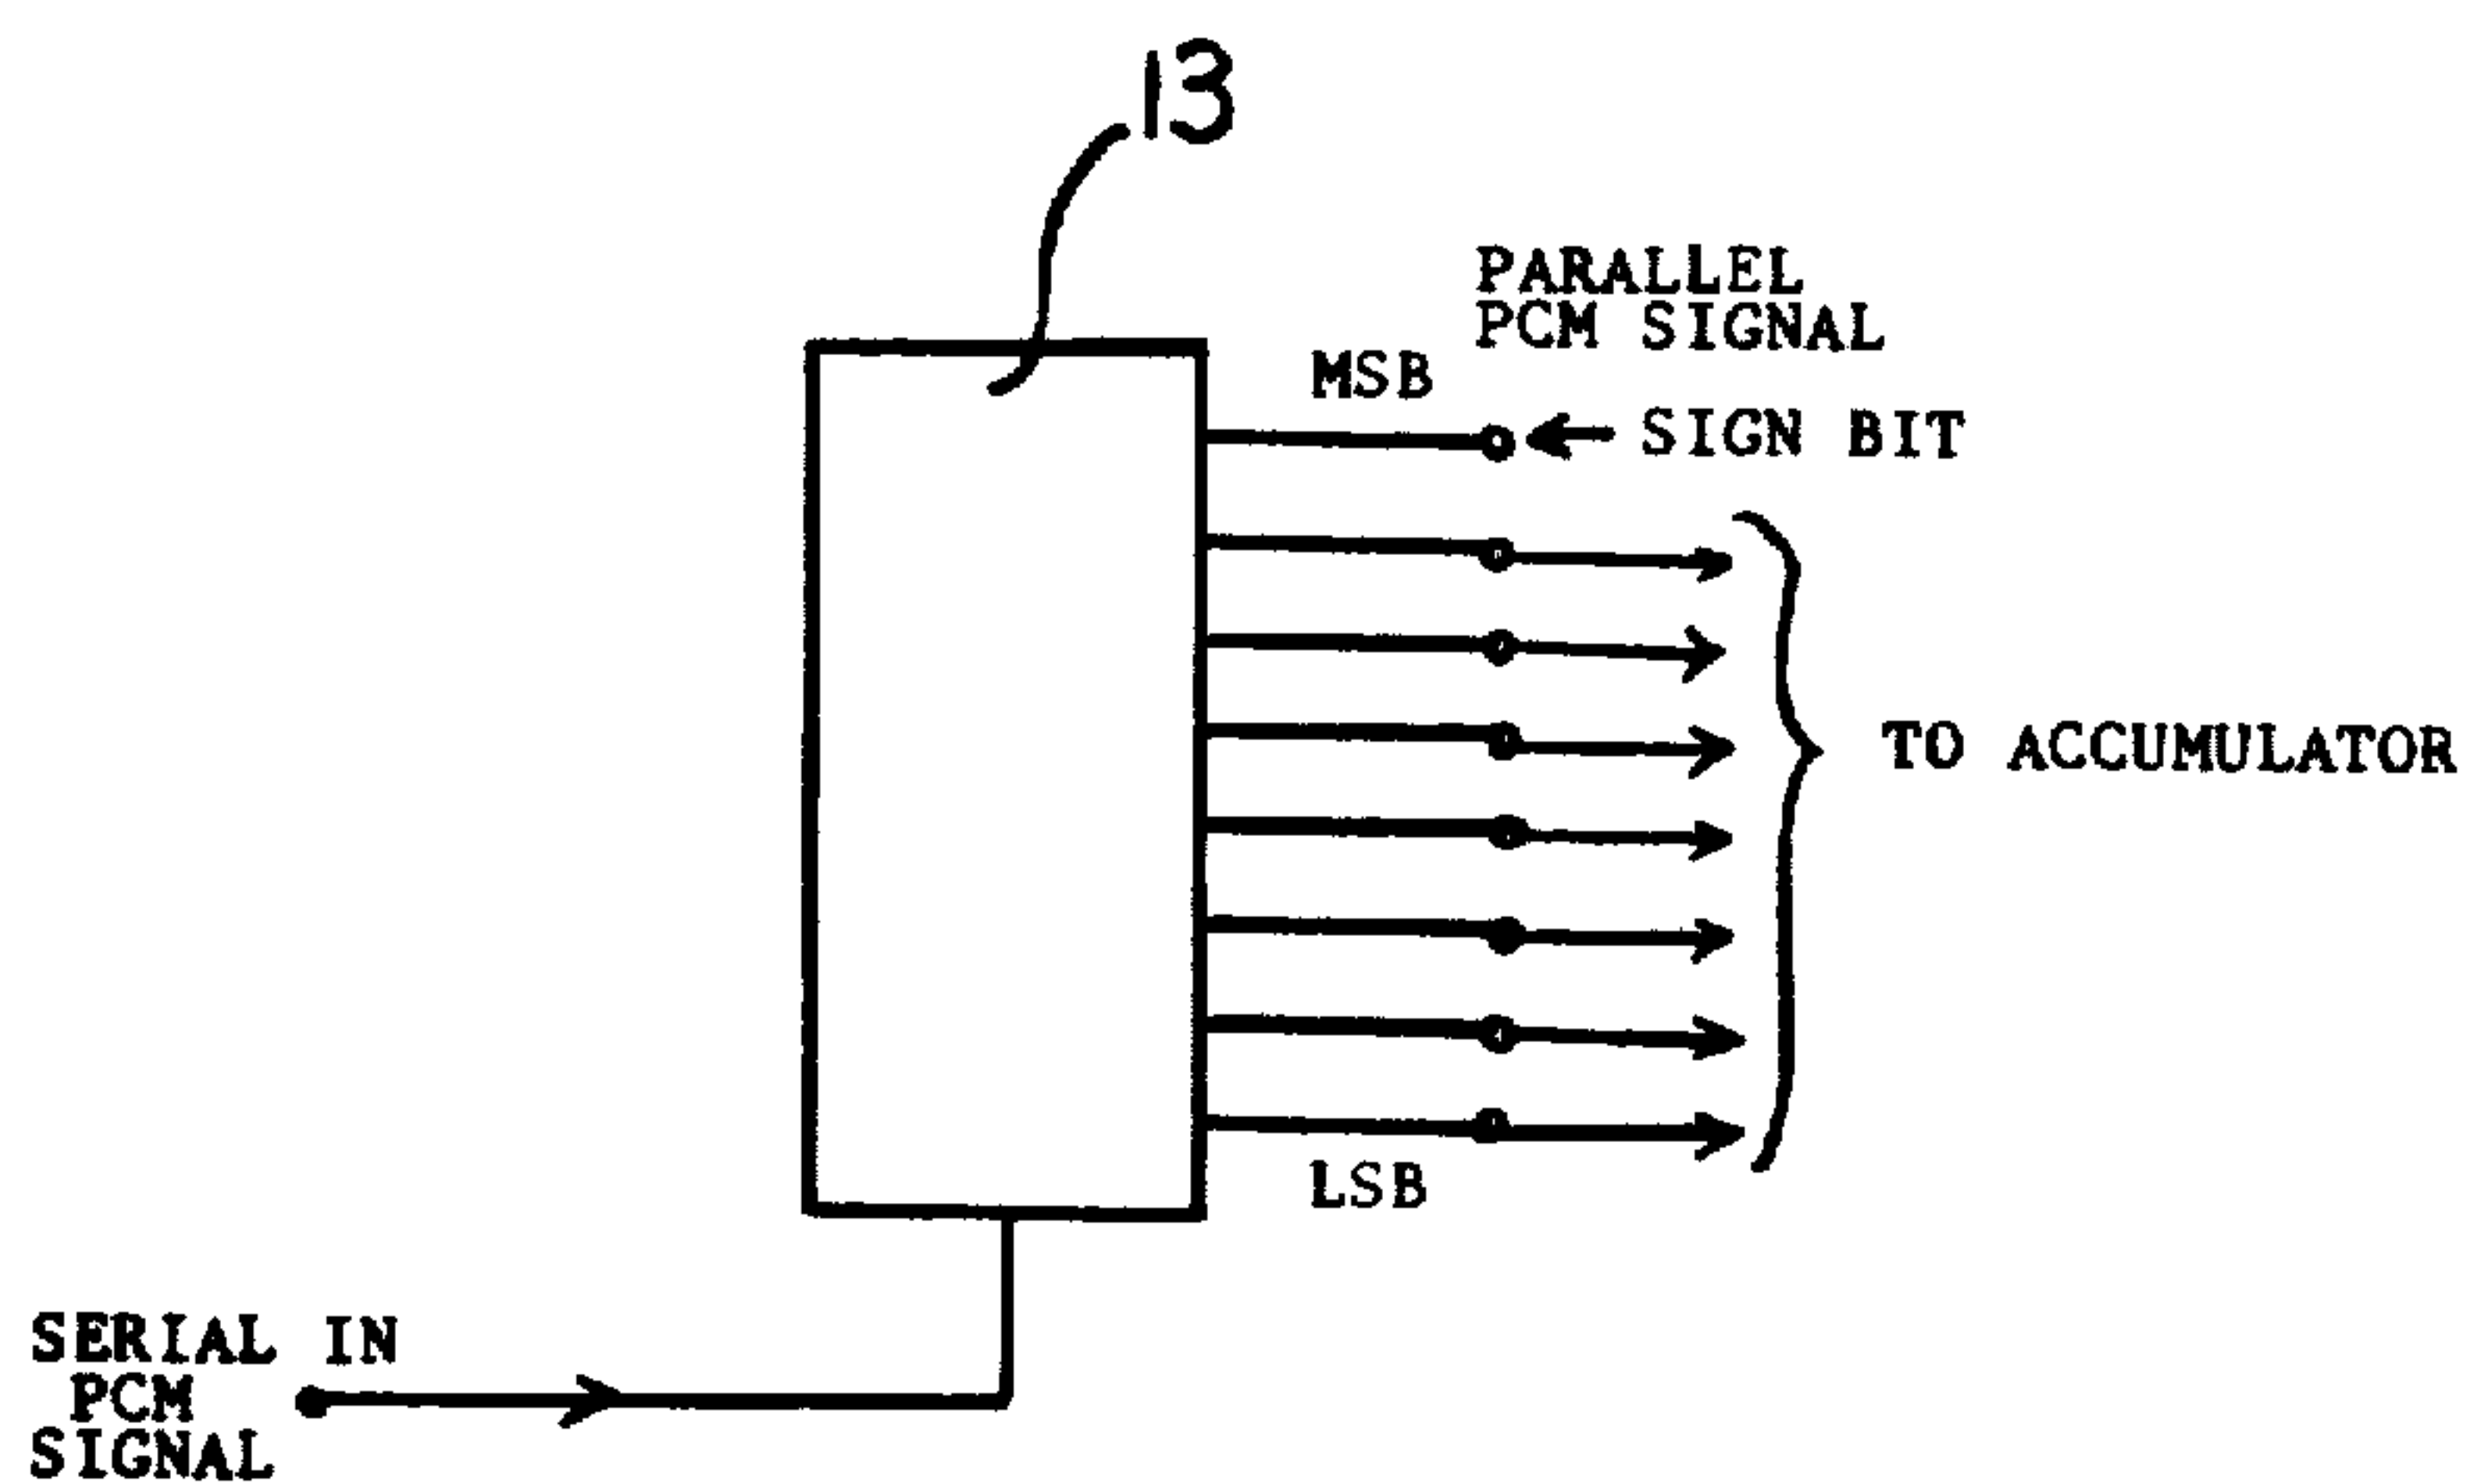 13
PARALLEL
PCM SIGNAL
MSB
SIGN BIT
TO ACCUMULATOR
LSB
SERIAL IN
PCM
SIGNAL